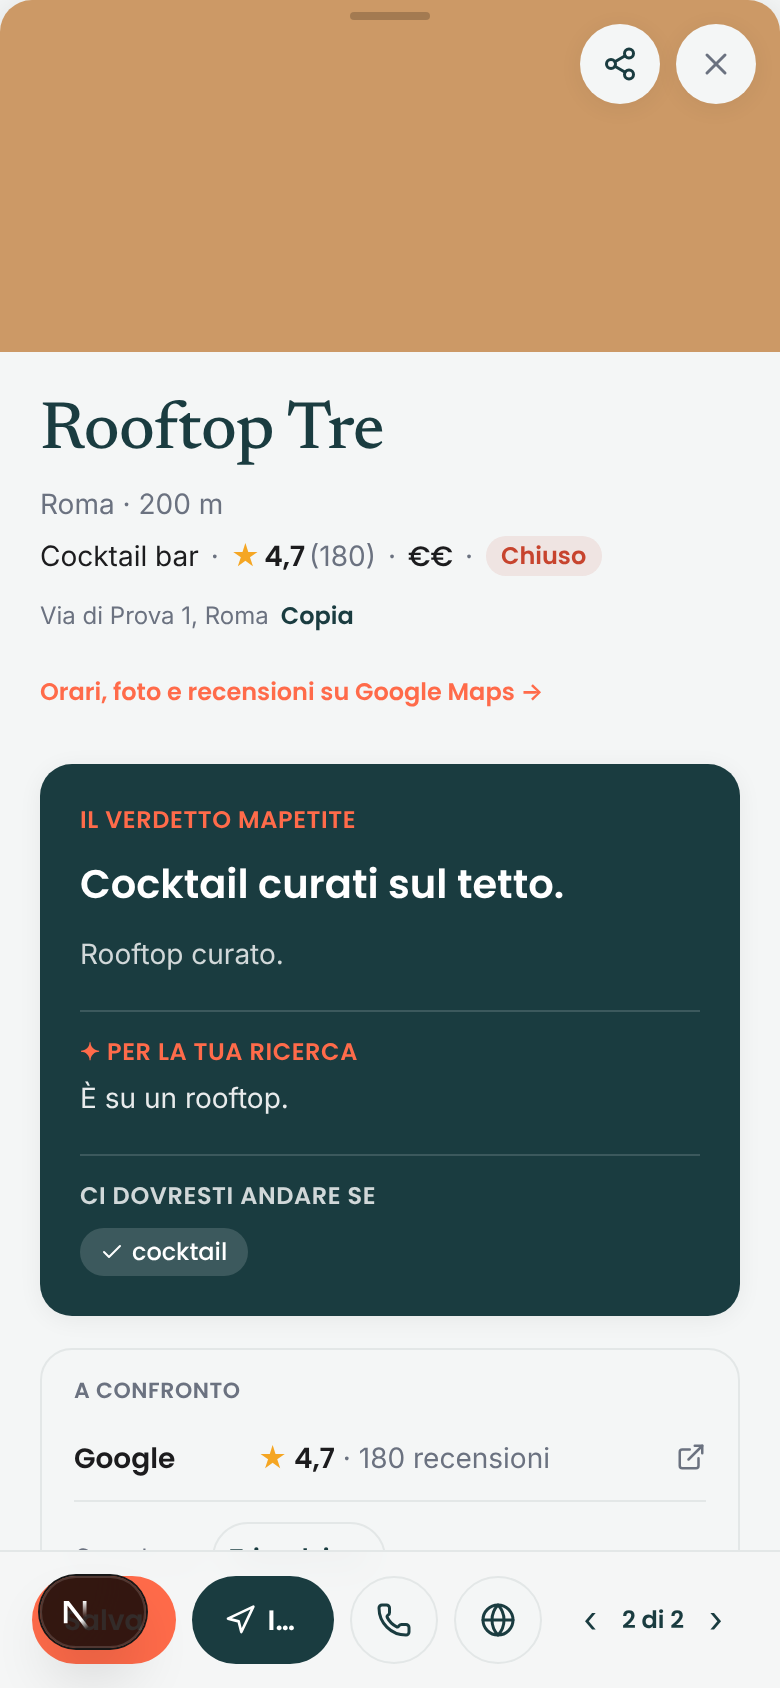 Rooftop Tre
Roma · 200 m
Cocktail bar · ★ 4,7 (180) · €€ · Chiuso
Via di Prova 1, Roma Copia
Orari, foto e recensioni su Google Maps →
IL VERDETTO MAPETITE
Cocktail curati sul tetto.
Rooftop curato.
✦ PER LA TUA RICERCA
È su un rooftop.
CI DOVRESTI ANDARE SE
✓ cocktail
A CONFRONTO
Google ★ 4,7 · 180 recensioni
N Salva I... ‹ 2 di 2 ›